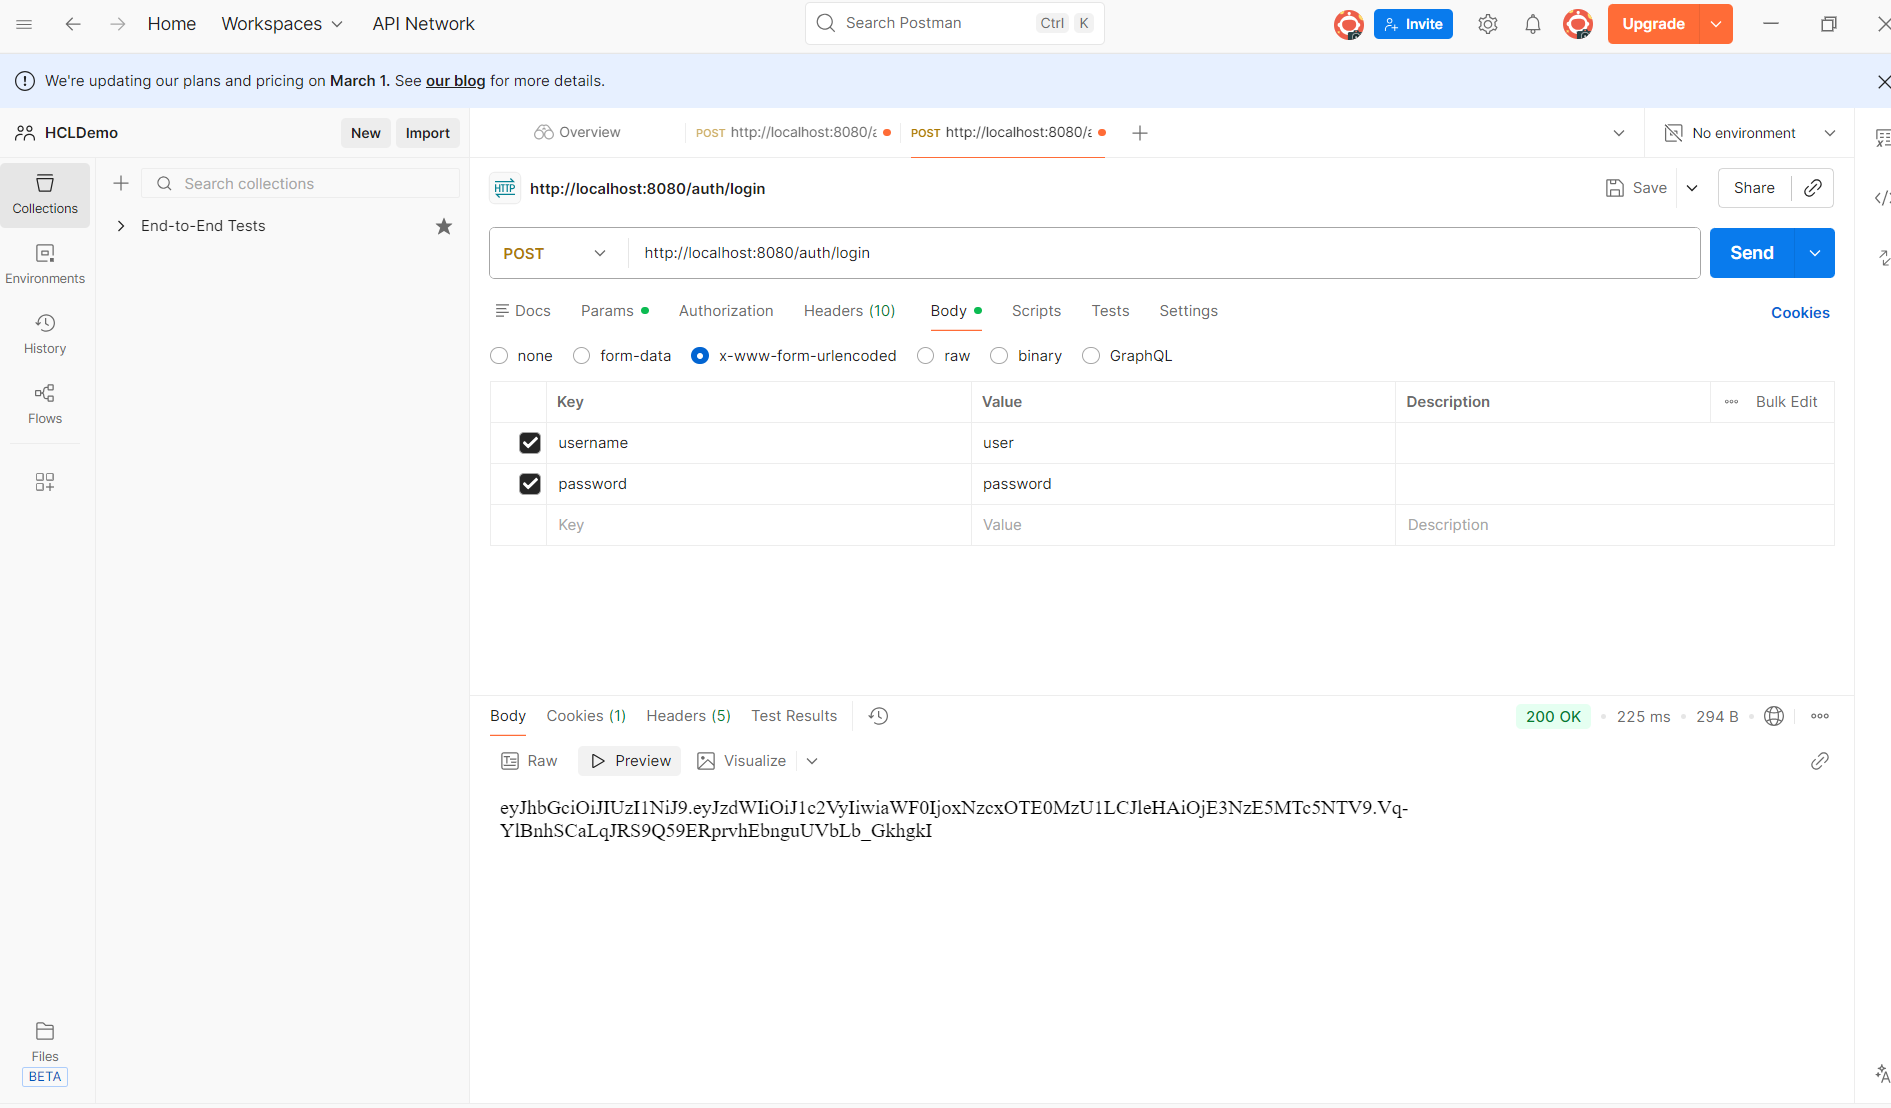 Home Workspaces API Network Search Postman Ctrl K Invite Upgrade
We're updating our plans and pricing on March 1. See our blog for more details.
HCLDemo New Import Overview POST http://localhost:8080/a POST http://localhost:8080/a No environment
Collections
Search collections
End-to-End Tests
Environments
History
Flows
Files
BETA
HTTP http://localhost:8080/auth/login Save Share
POST http://localhost:8080/auth/login Send
Docs Params Authorization Headers (10) Body Scripts Tests Settings Cookies
none form-data x-www-form-urlencoded raw binary GraphQL
Key Value Description Bulk Edit
username user
password password
Key Value Description
Body Cookies (1) Headers (5) Test Results 200 OK 225 ms 294 B
Raw Preview Visualize
eyJhbGciOiJIUzI1NiJ9.eyJzdWIiOiJ1c2VyIiwiaWF0IjoxNzcxOTE0MzU1LCJleHAiOjE3NzE5MTc5NTV9.Vq-
YlBnhSCaLqJRS9Q59ERprvhEbnguUVbLb_GkhgkI